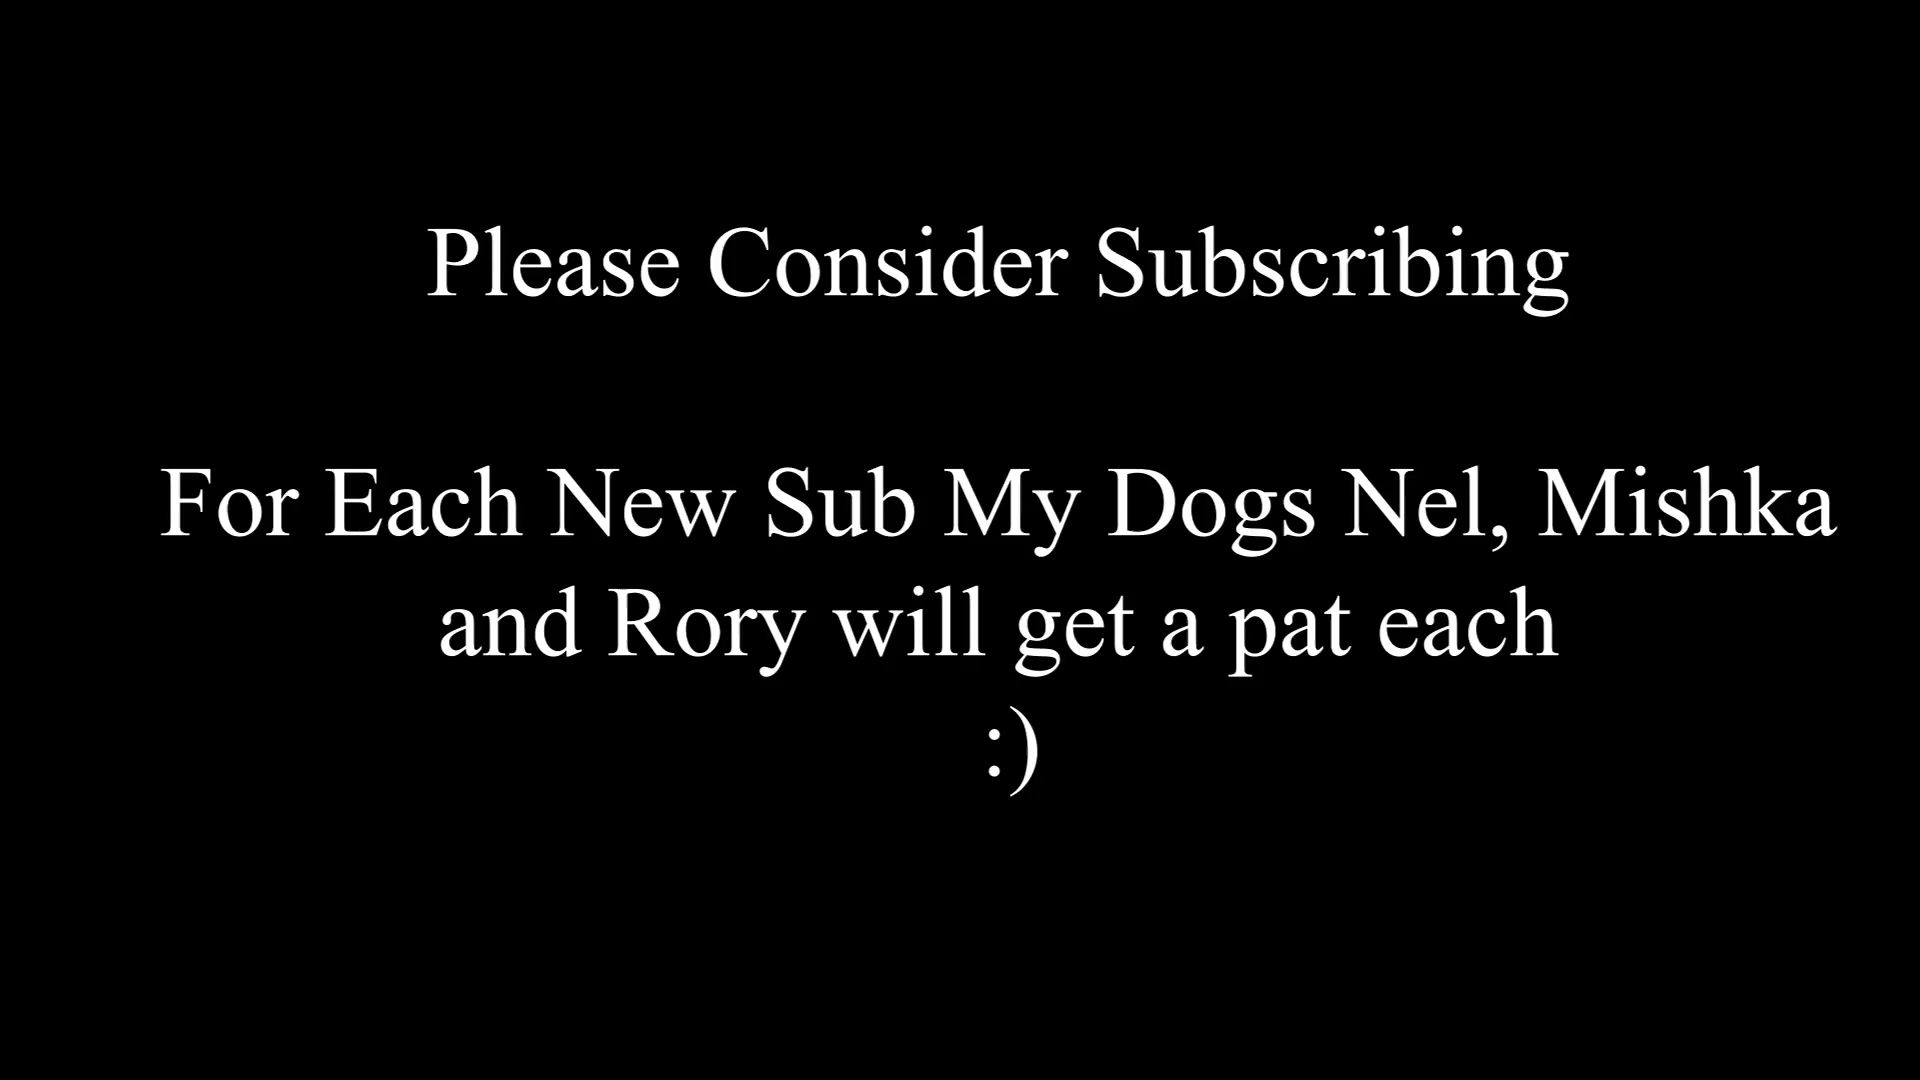 Please Consider Subscribing
For Each New Sub My Dogs Nel, Mishka
and Rory will get a pat each
:)